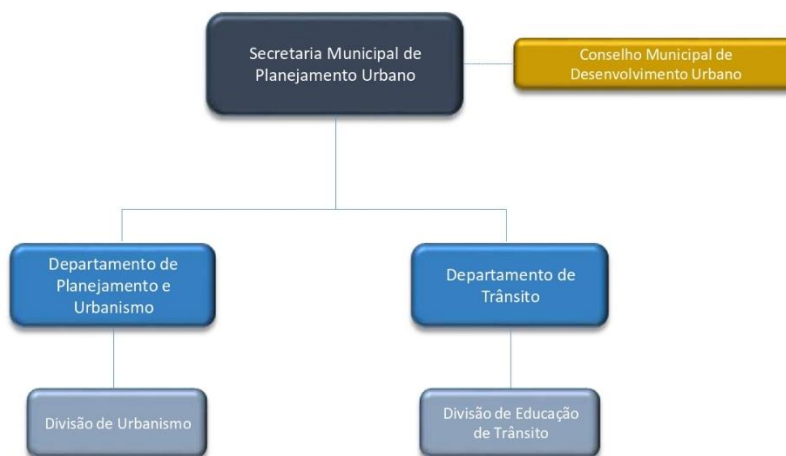 Secretaria Municipal de
Planejamento Urbano
Conselho Municipal de
Desenvolvimento Urbano
Departamento de
Planejamento e
Urbanismo
Departamento de
Trânsito
Divisão de Urbanismo
Divisão de Educação
de Trânsito